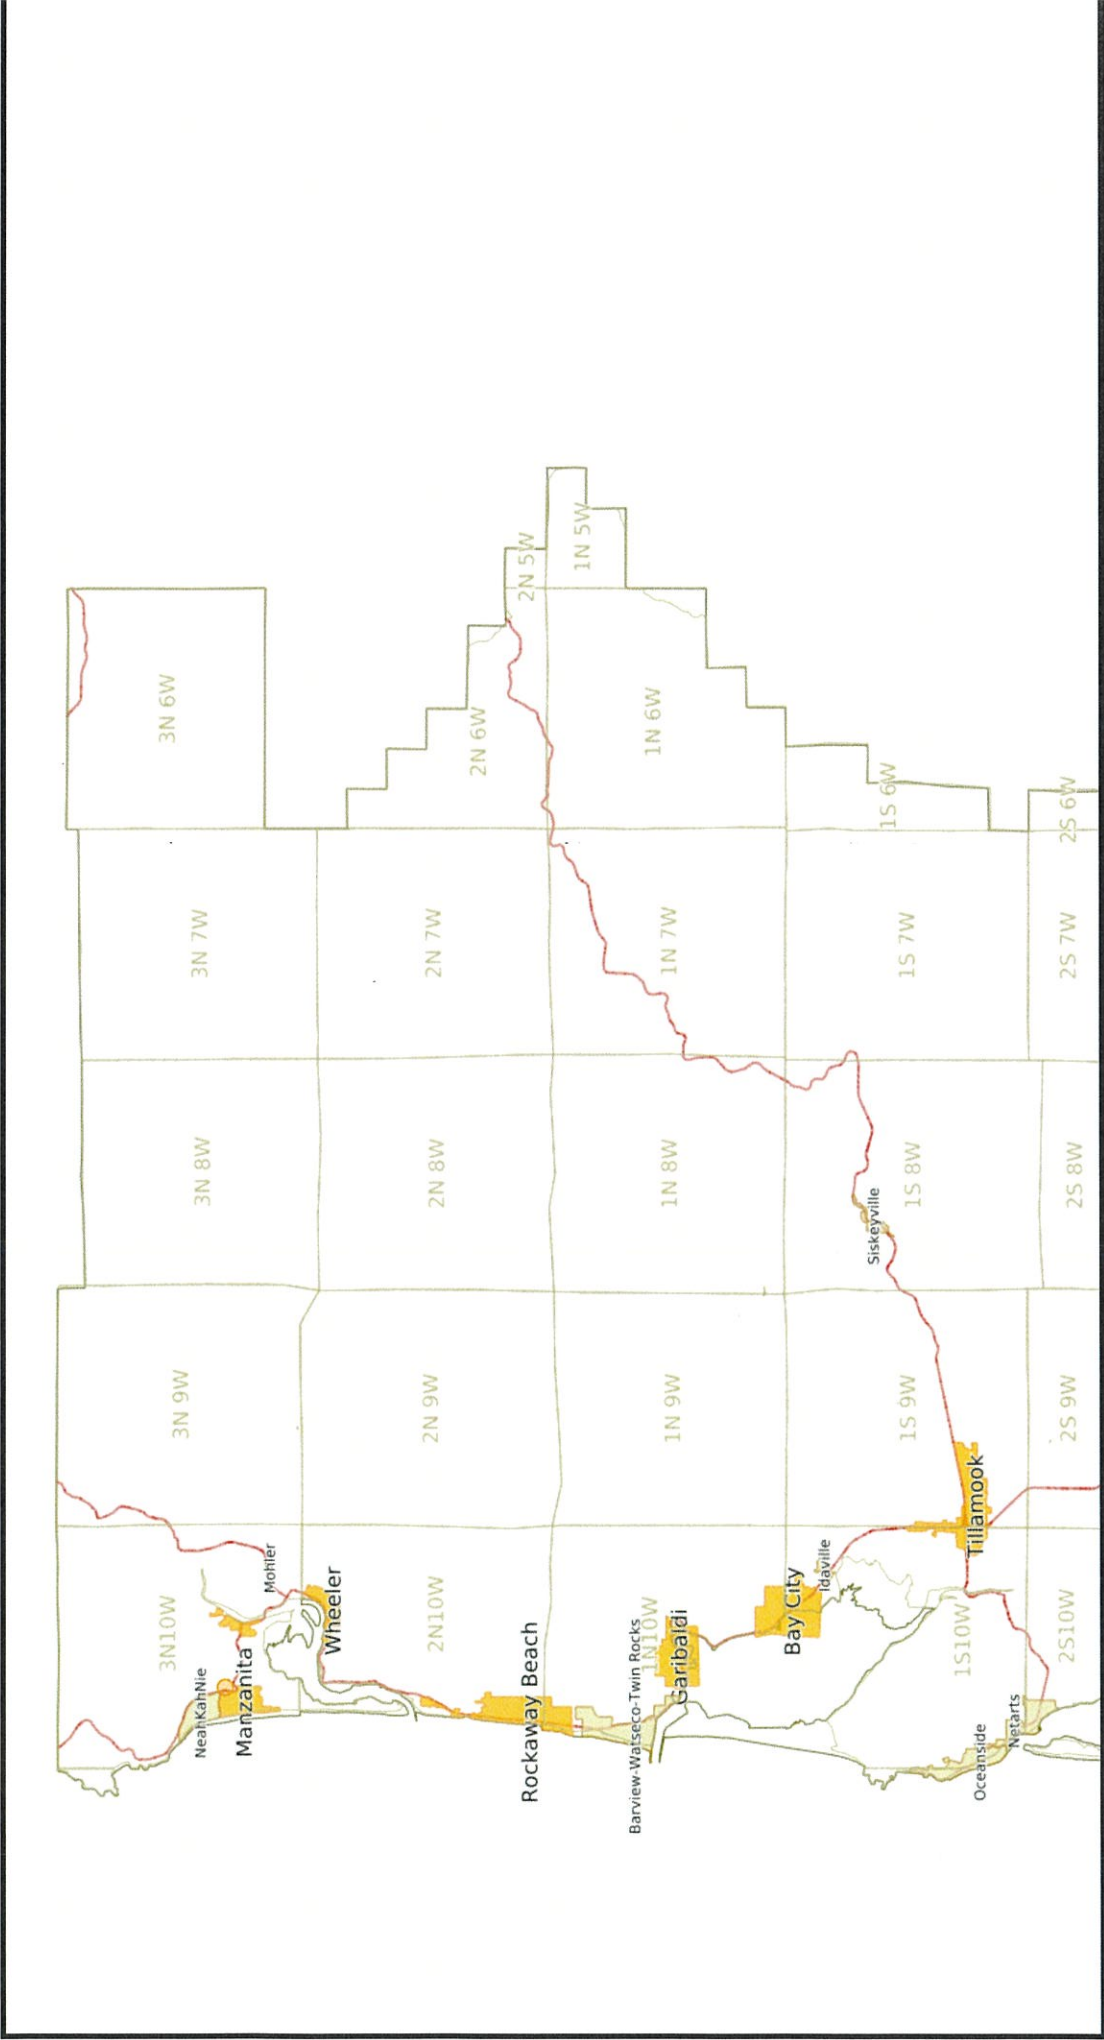 3N10W
3N 9W
3N 8W
3N 7W
3N 6W
NeahKahNie
Manzanita
Mohler
Wheeler
2N10W
2N 9W
2N 8W
2N 7W
2N 6W
2N 5W
Rockaway Beach
Barview-Watseco-Twin Rocks
1N10W
1N 9W
1N 8W
1N 7W
1N 6W
1N 5W
Garibaldi
Bay City
Idaville
Siskeyville
1S10W
1S 9W
1S 8W
1S 7W
1S 6W
Tillamook
Oceanside
Netarts
2S10W
2S 9W
2S 8W
2S 7W
2S 6W